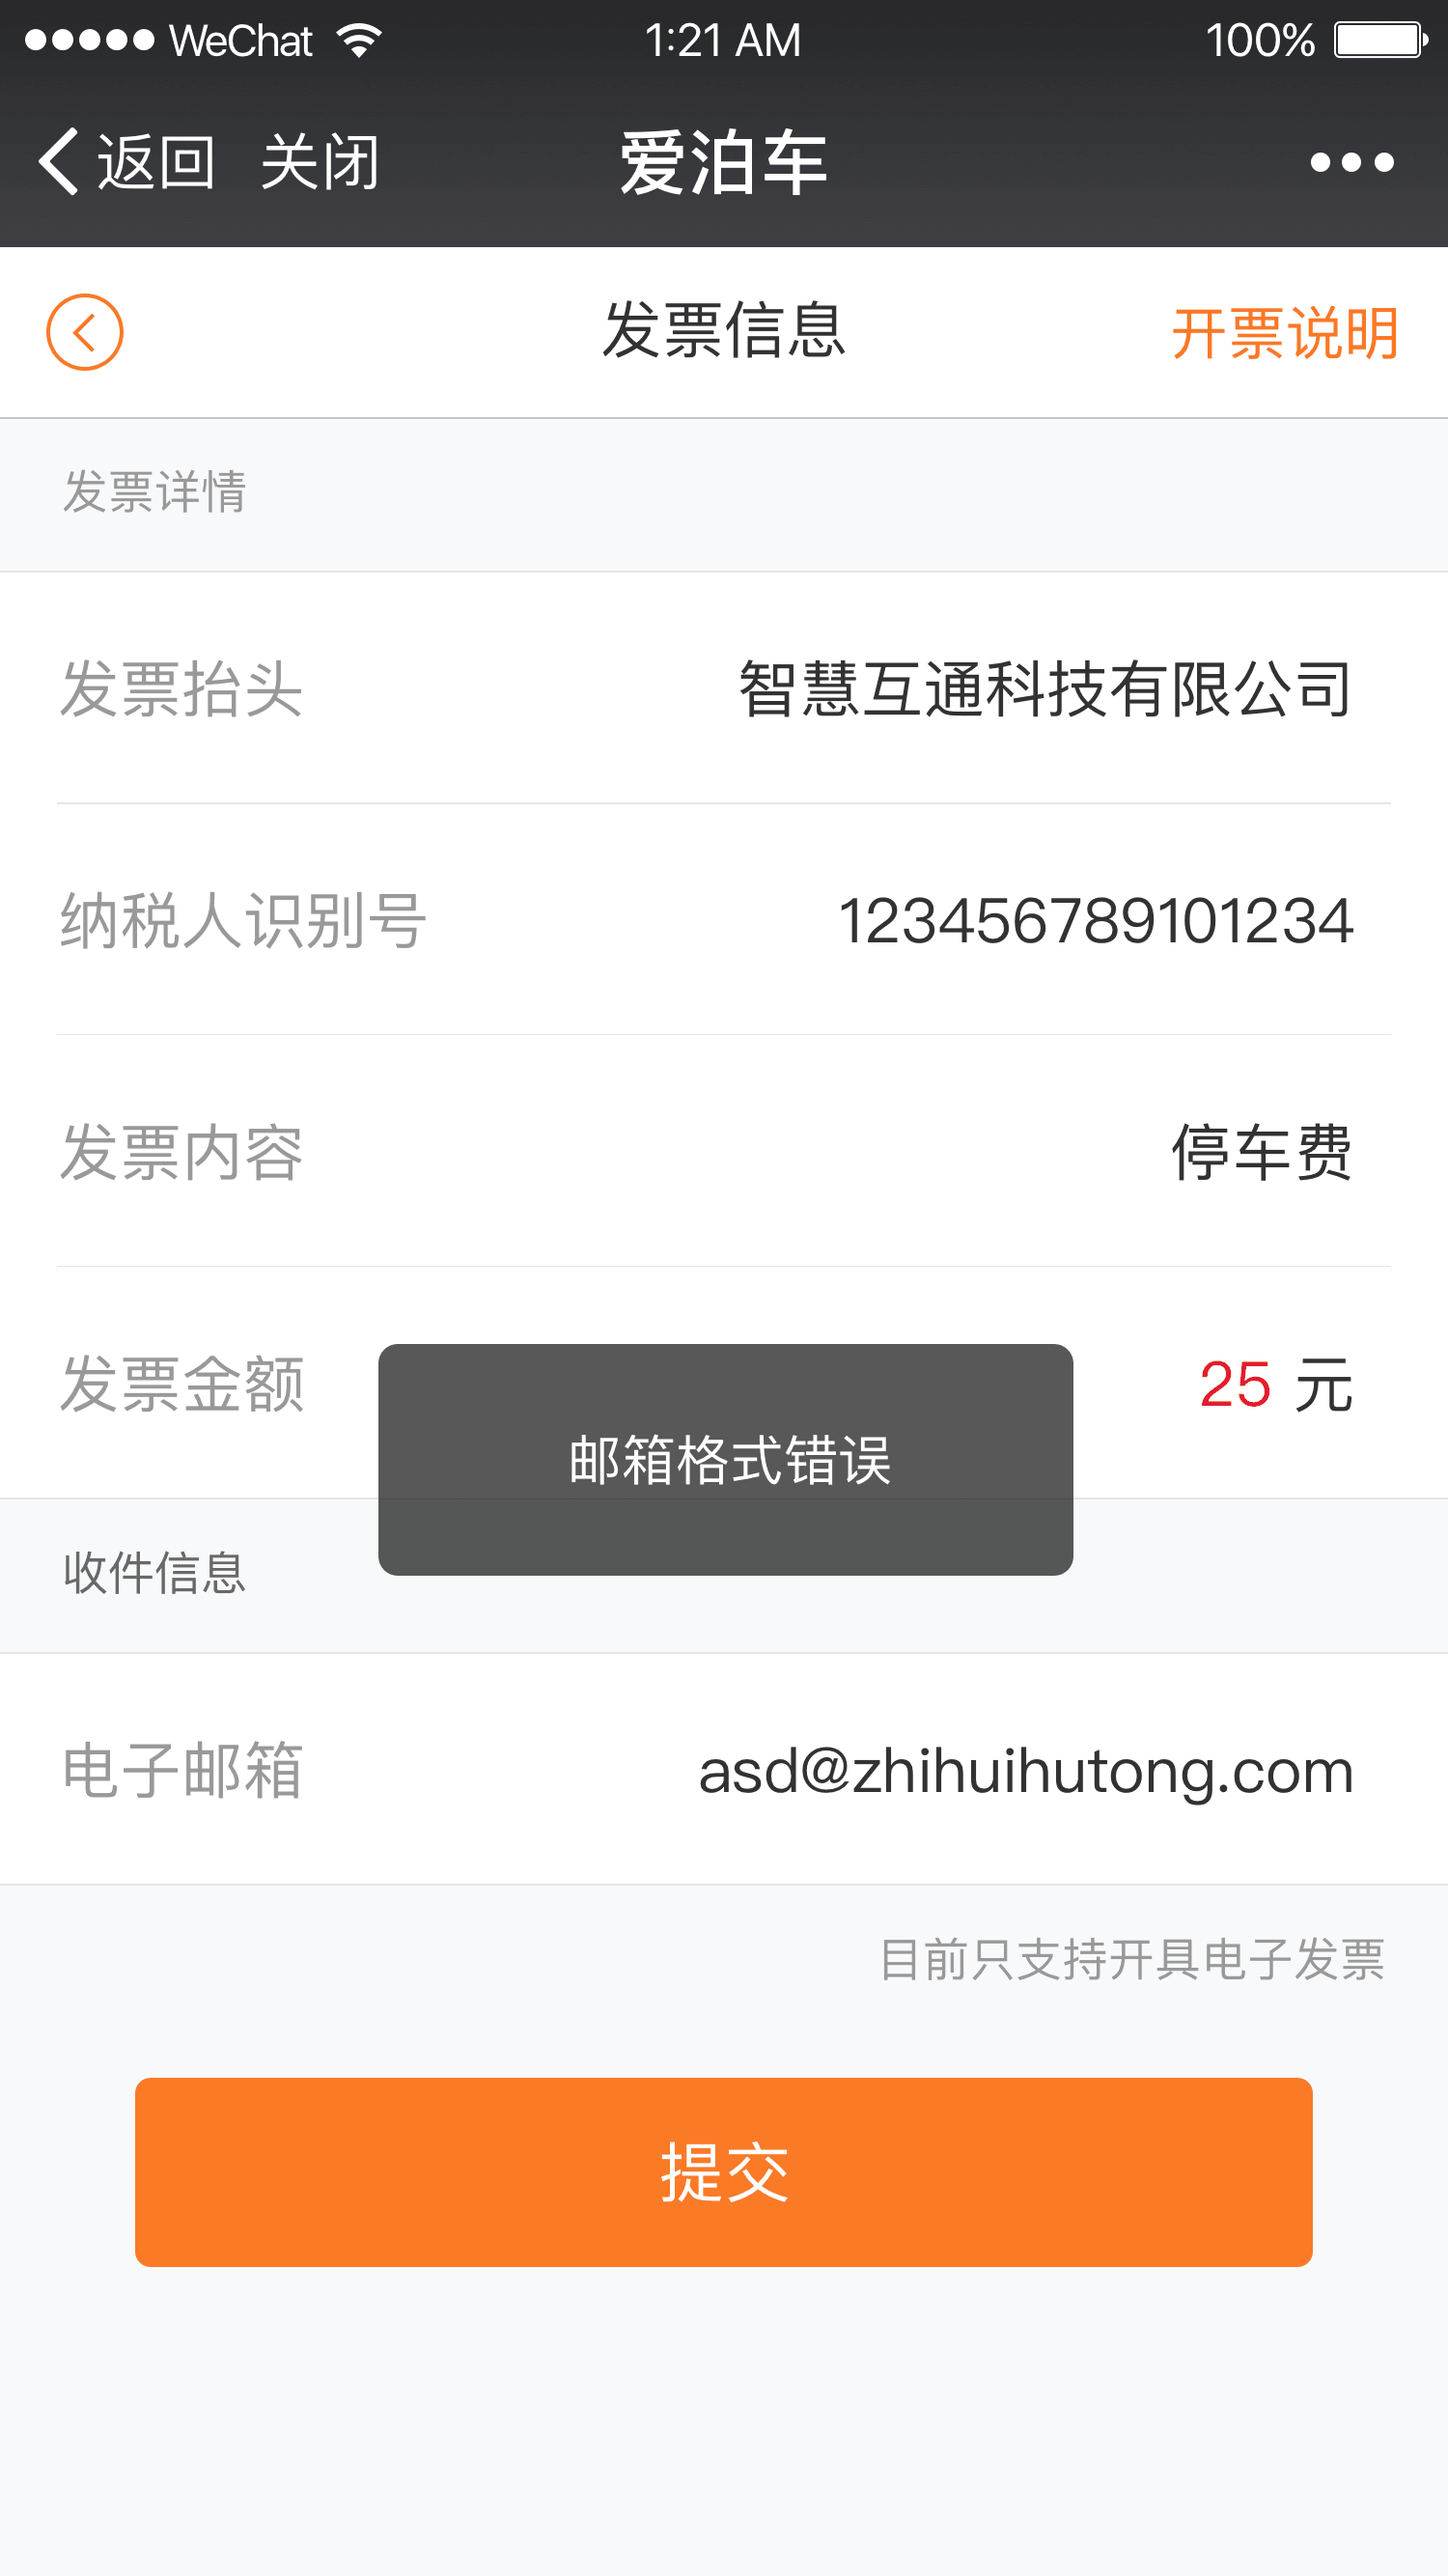 WeChat 1:21 AM 100%
返回 关闭 爱泊车
发票信息 开票说明
发票详情
发票抬头 智慧互通科技有限公司
纳税人识别号 123456789101234
发票内容 停车费
发票金额 25 元
邮箱格式错误
收件信息
电子邮箱 asd@zhihuihutong.com
目前只支持开具电子发票
提交